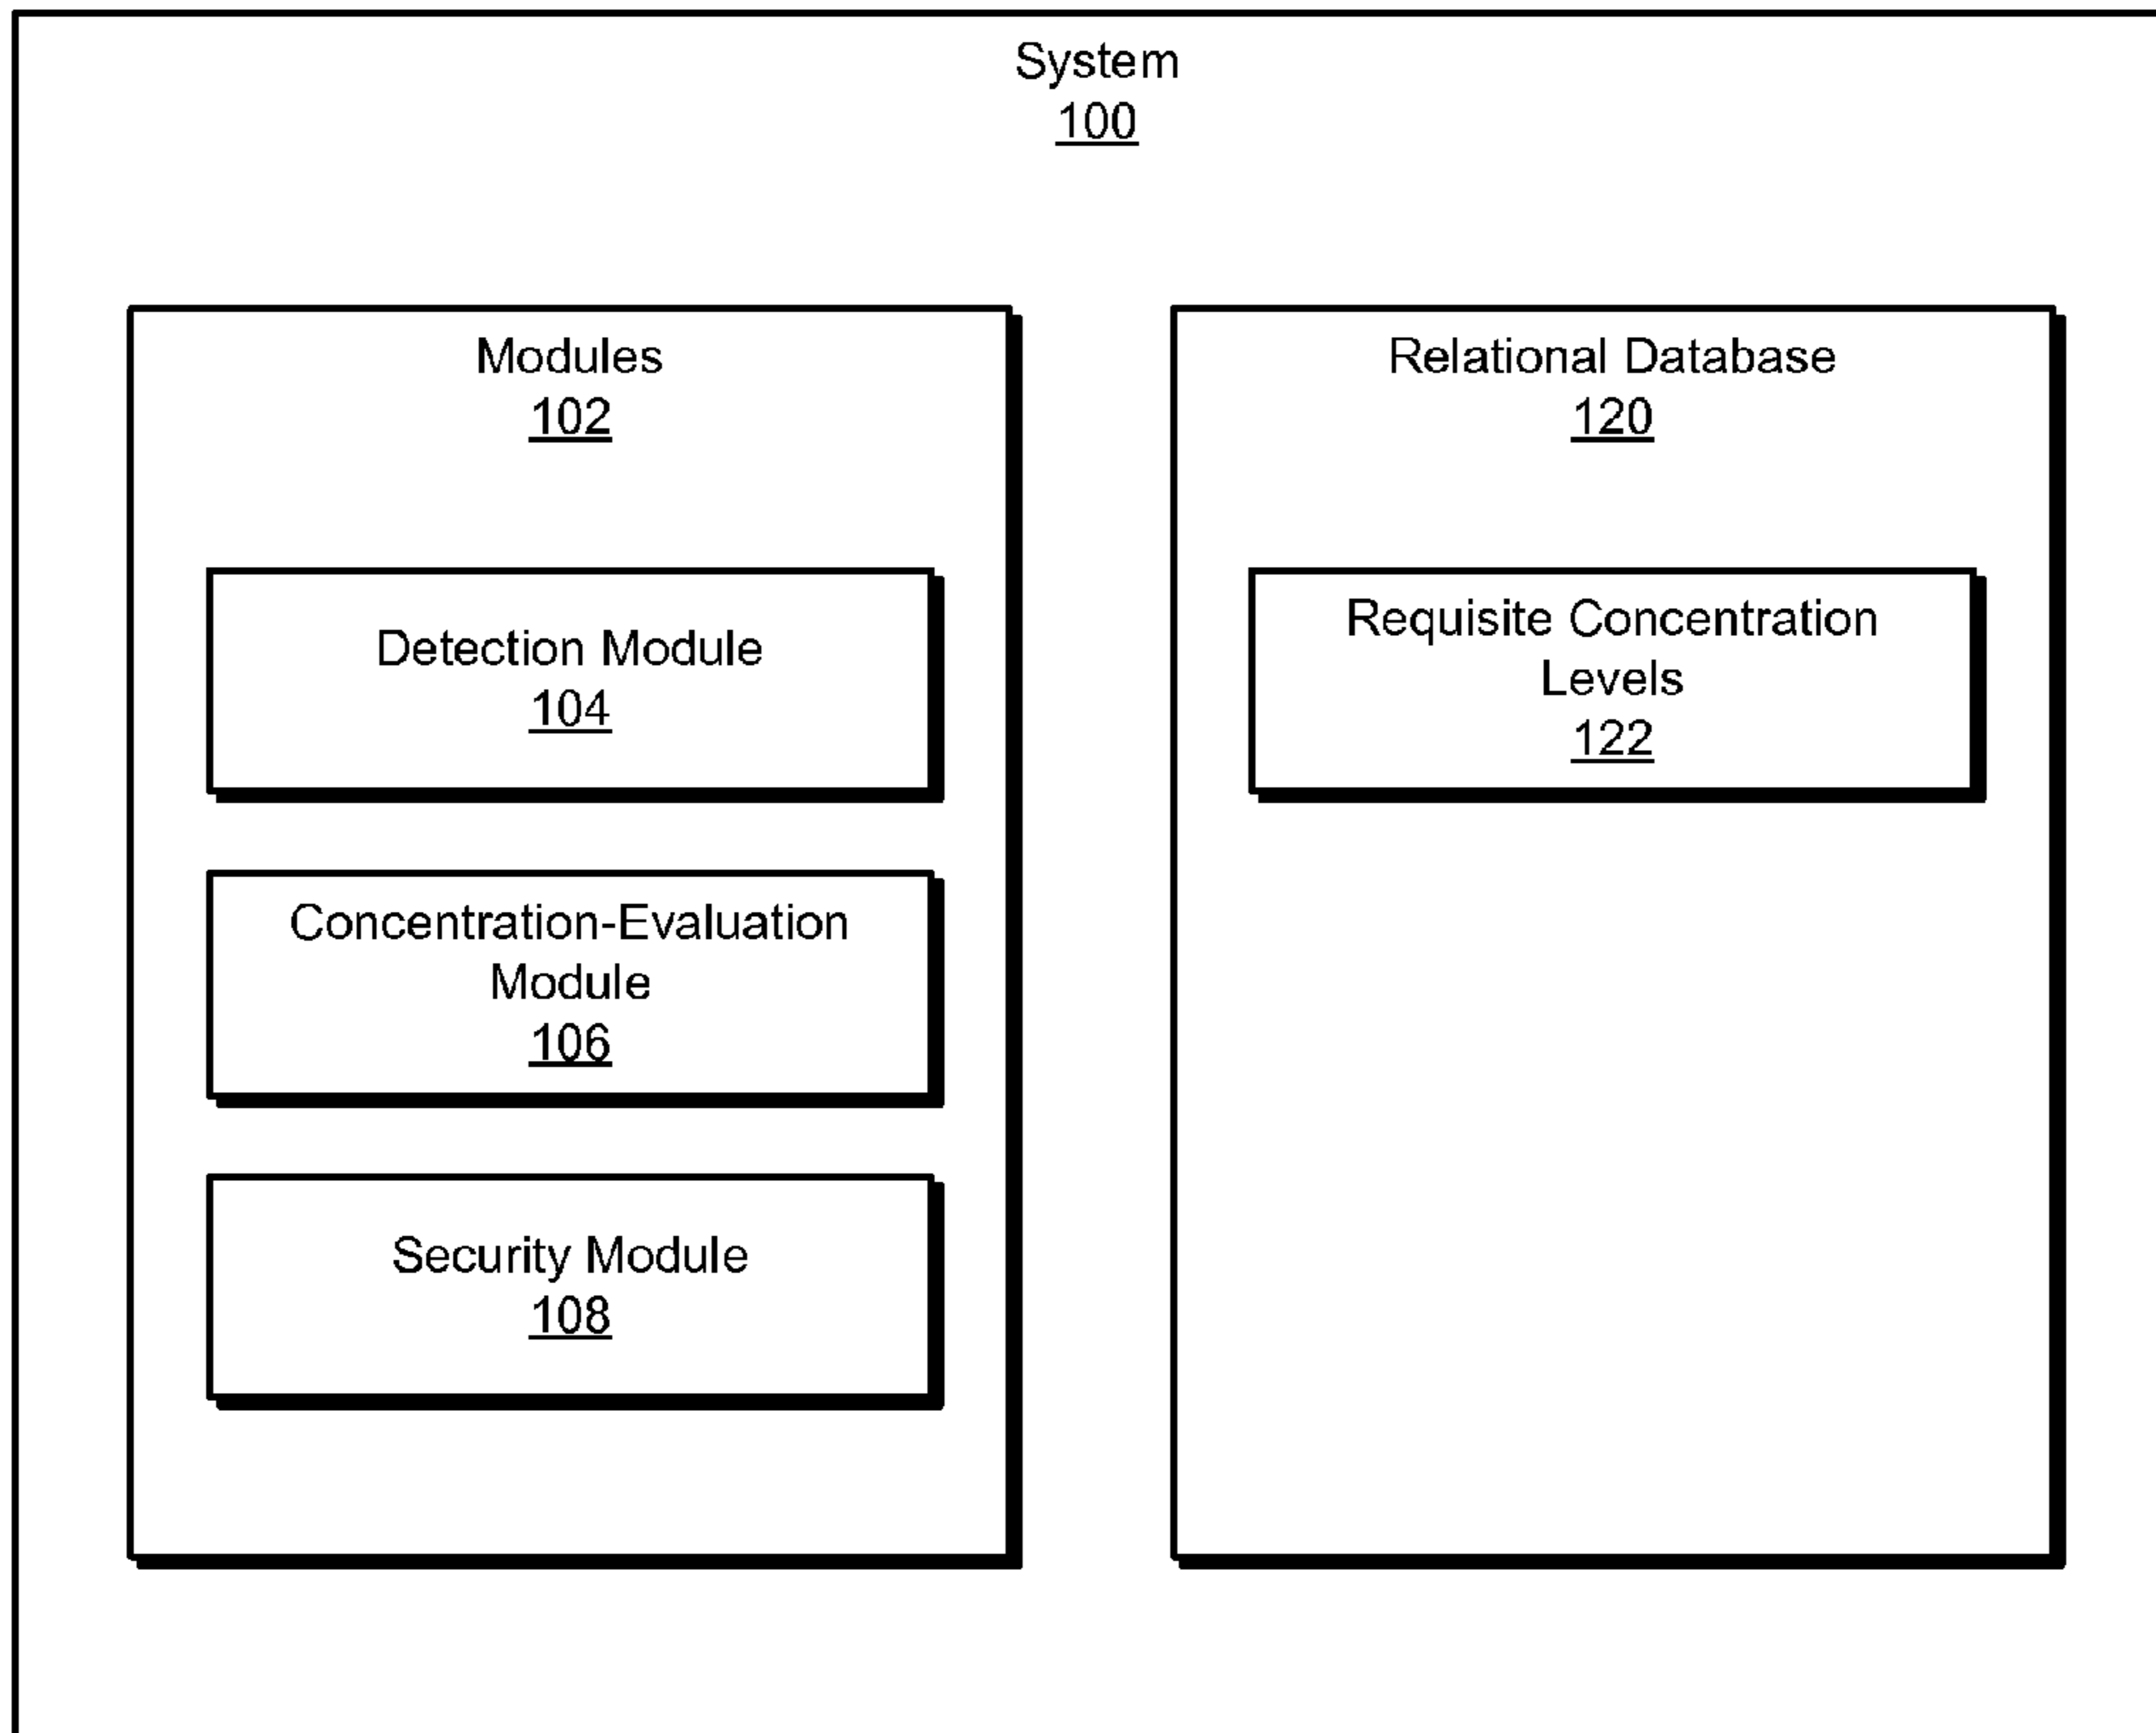 System
100
Modules
102
Detection Module
104
Concentration-Evaluation
Module
106
Security Module
108
Relational Database
120
Requisite Concentration
Levels
122